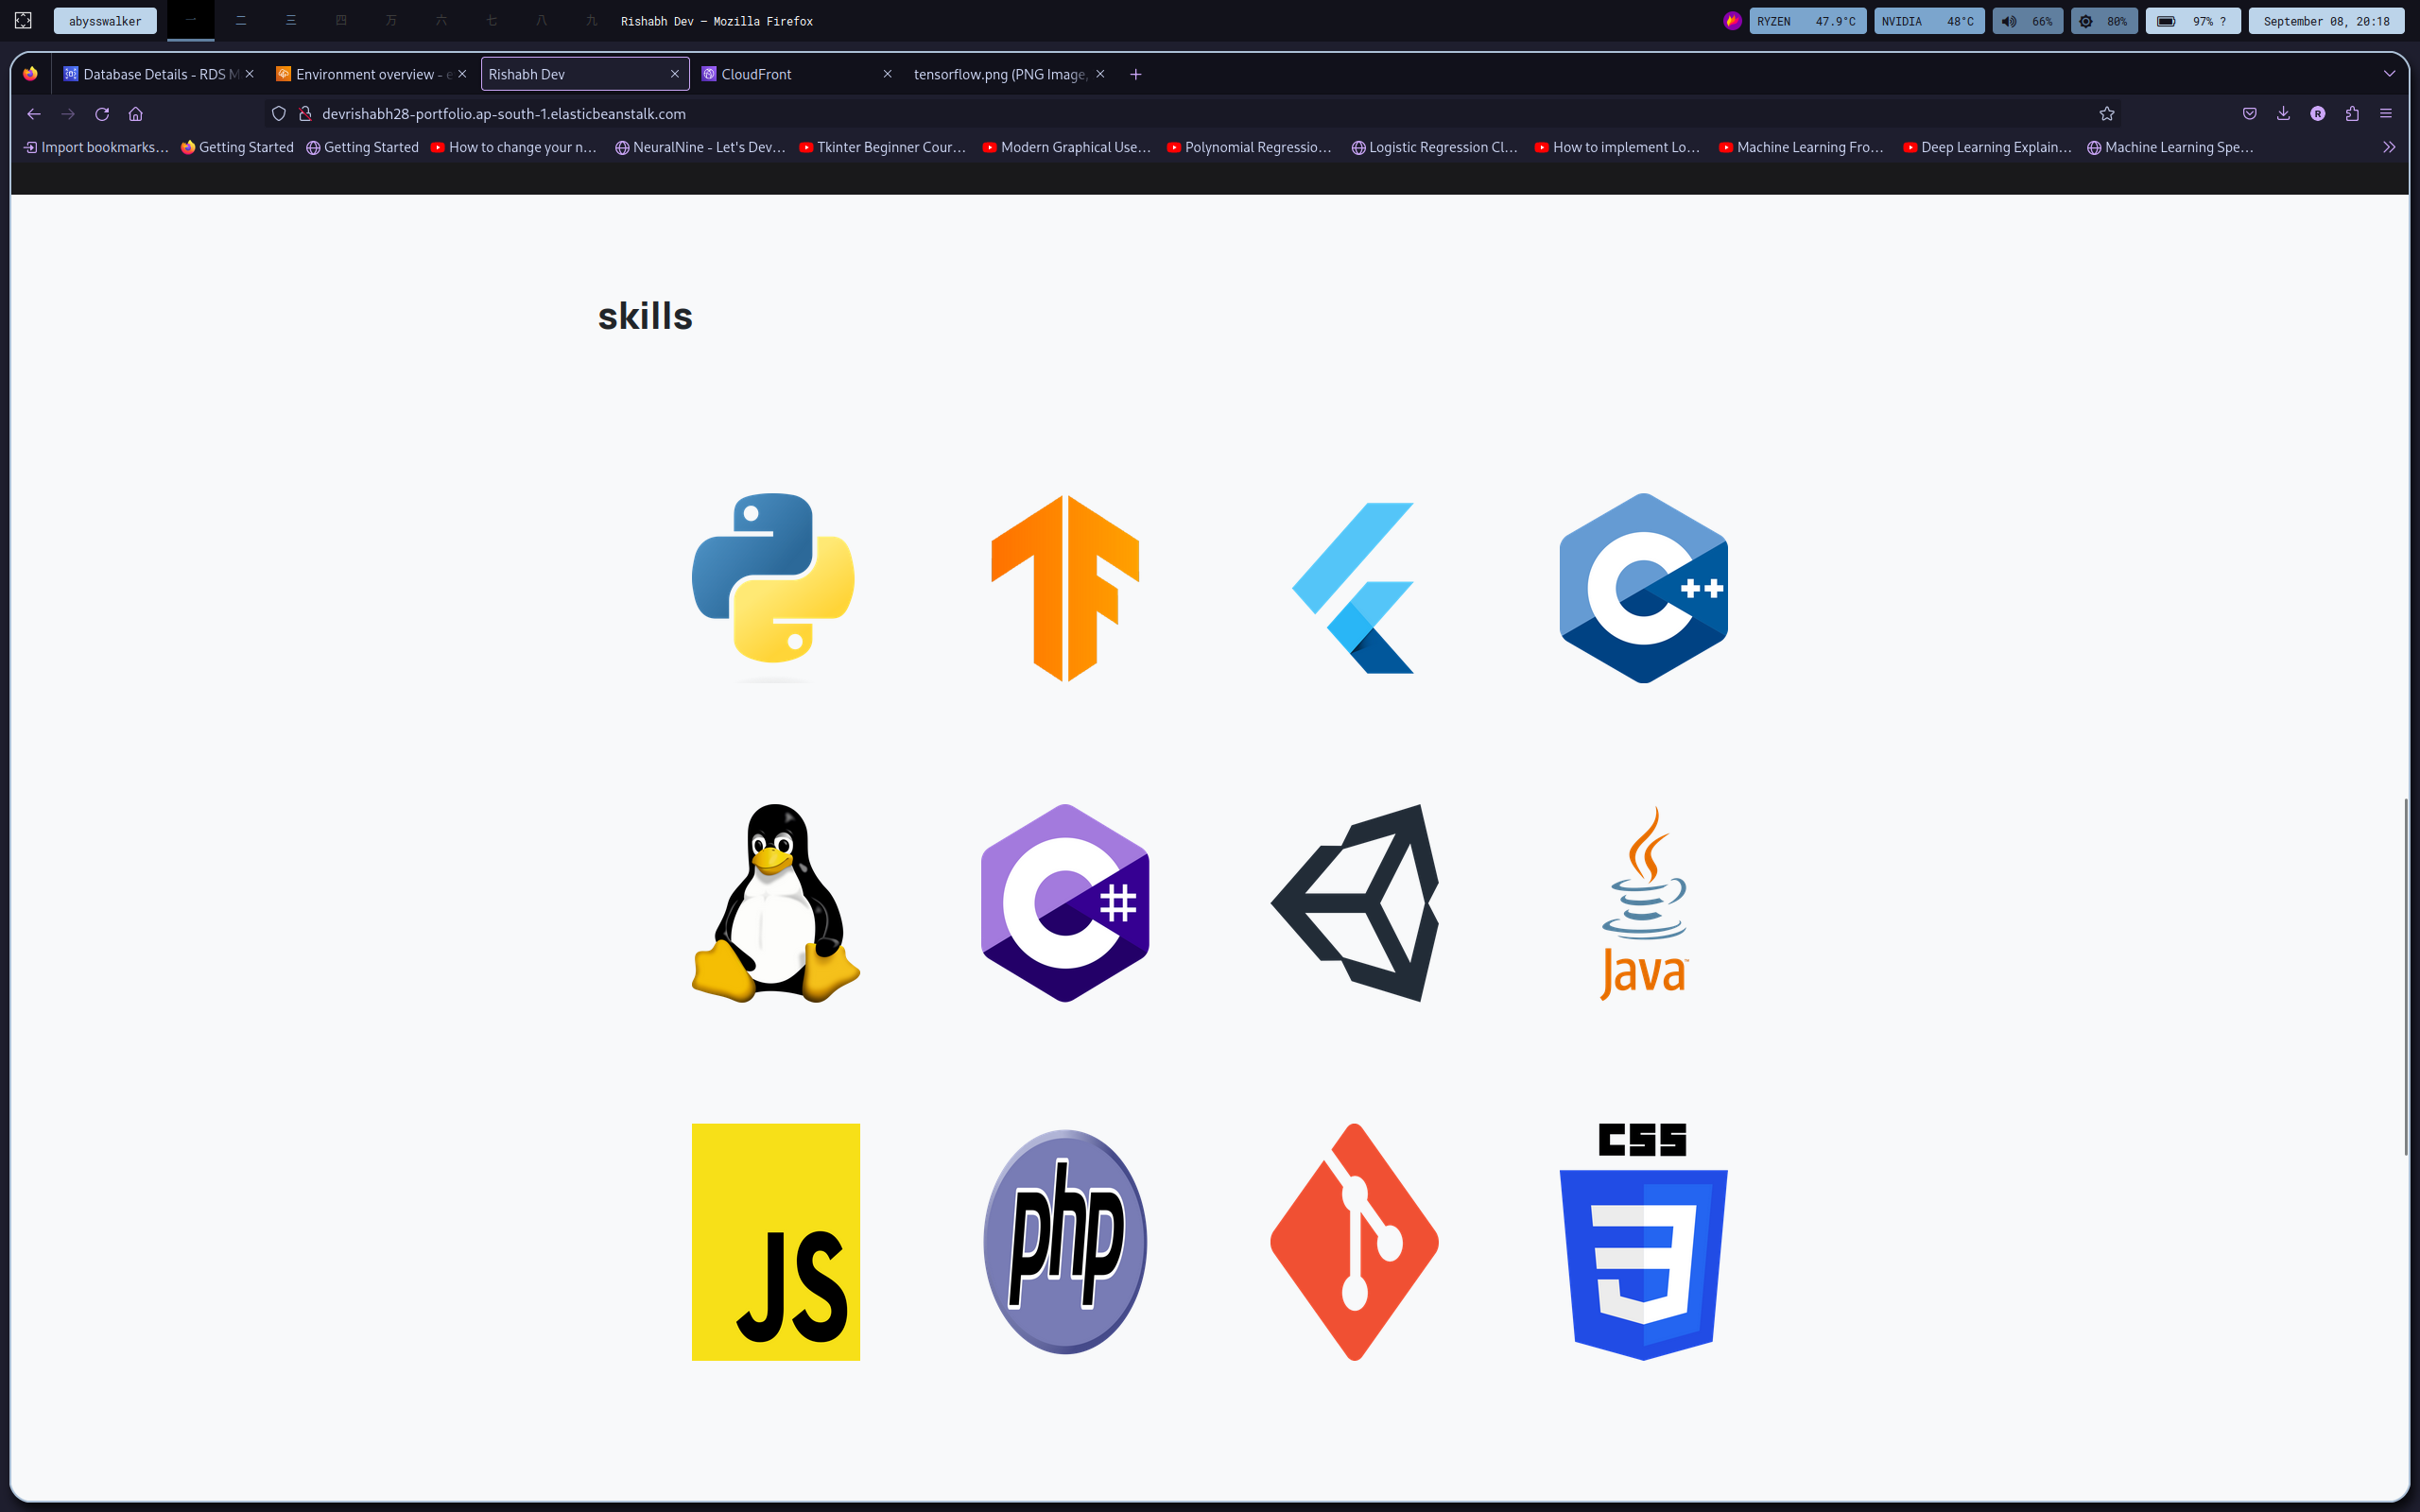 abysswalker 一 二 三 四 万 六 七 八 九 Rishabh Dev — Mozilla Firefox RYZEN 47.9°C NVIDIA 48°C 66% 80% 97% ? September 08, 20:18
Database Details - RDS M Environment overview - e Rishabh Dev CloudFront tensorflow.png (PNG Image,
devrishabh28-portfolio.ap-south-1.elasticbeanstalk.com R
Import bookmarks... Getting Started Getting Started How to change your n... NeuralNine - Let's Dev... Tkinter Beginner Cour... Modern Graphical Use... Polynomial Regressio... Logistic Regression Cl... How to implement Lo... Machine Learning Fro... Deep Learning Explain... Machine Learning Spe...
skills
C++
C#
Java™
JS
php
CSS
3